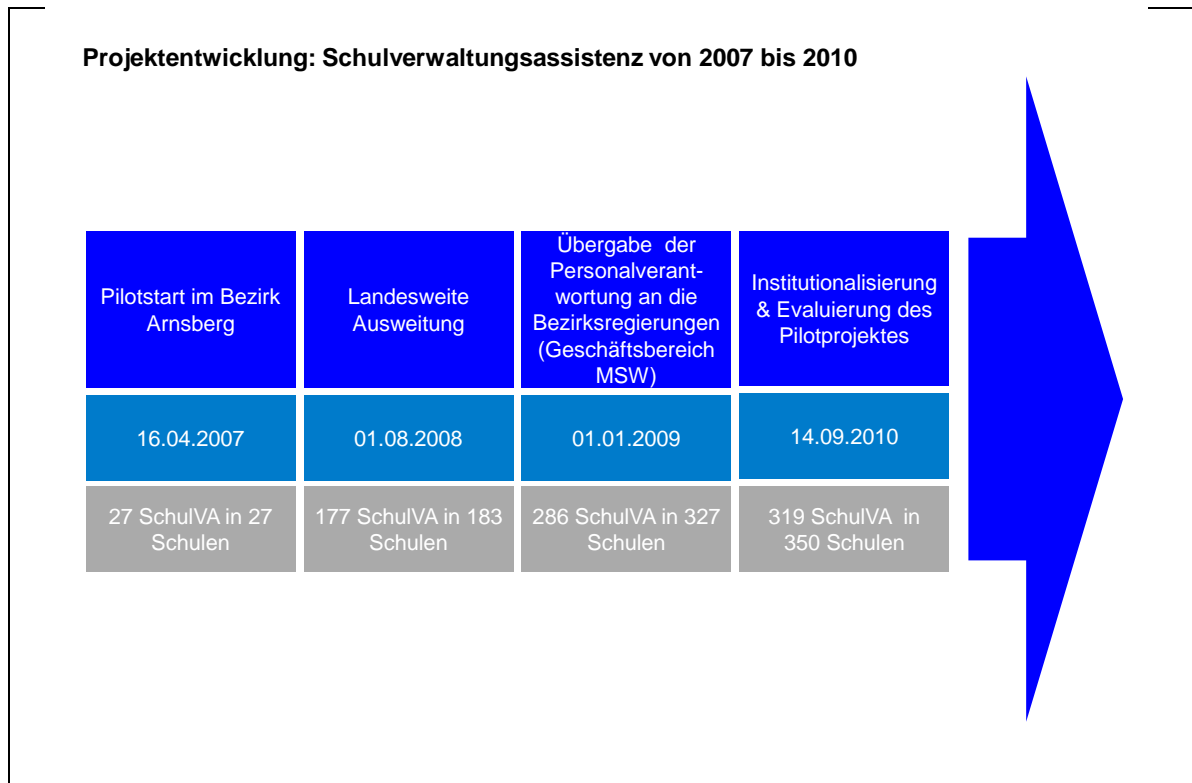 Projektentwicklung: Schulverwaltungsassistenz von 2007 bis 2010
Pilotstart im Bezirk
Arnsberg
Landesweite
Ausweitung
Übergabe der
Personalverant-
wortung an die
Bezirksregierungen
(Geschäftsbereich
MSW)
Institutionalisierung
& Evaluierung des
Pilotprojektes
16.04.2007
01.08.2008
01.01.2009
14.09.2010
27 SchulVA in 27
Schulen
177 SchulVA in 183
Schulen
286 SchulVA in 327
Schulen
319 SchulVA in
350 Schulen